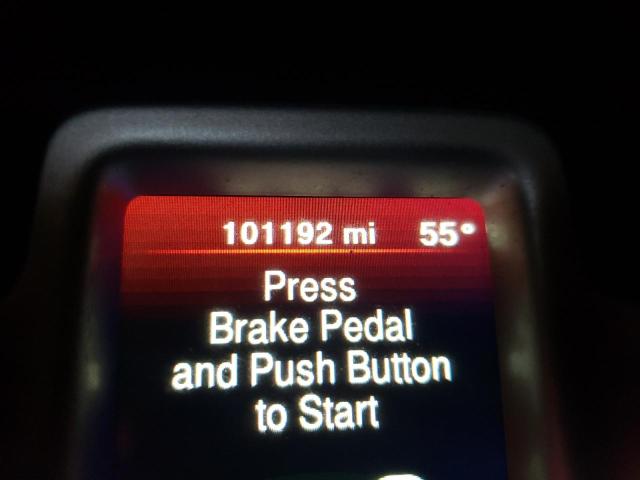 101192 mi 55°
Press
Brake Pedal
and Push Button
to Start